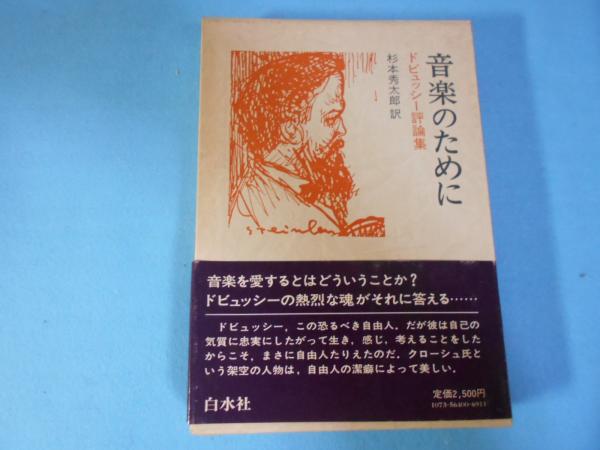 音楽のために
ドビュッシー評論集
杉本秀太郎 訳
Steinlen
音楽を愛するとはどういうことか?
ドビュッシーの熱烈な魂がそれに答える……
ドビュッシー,この恐るべき自由人.だが彼は自己の
気質に忠実にしたがって生き,感じ,考えることをした
からこそ,まさに自由人たりえたのだ.クローシュ氏と
いう架空の人物は,自由人の潔癖によって美しい.
白水社
定価2,500円
1073-56400-6911